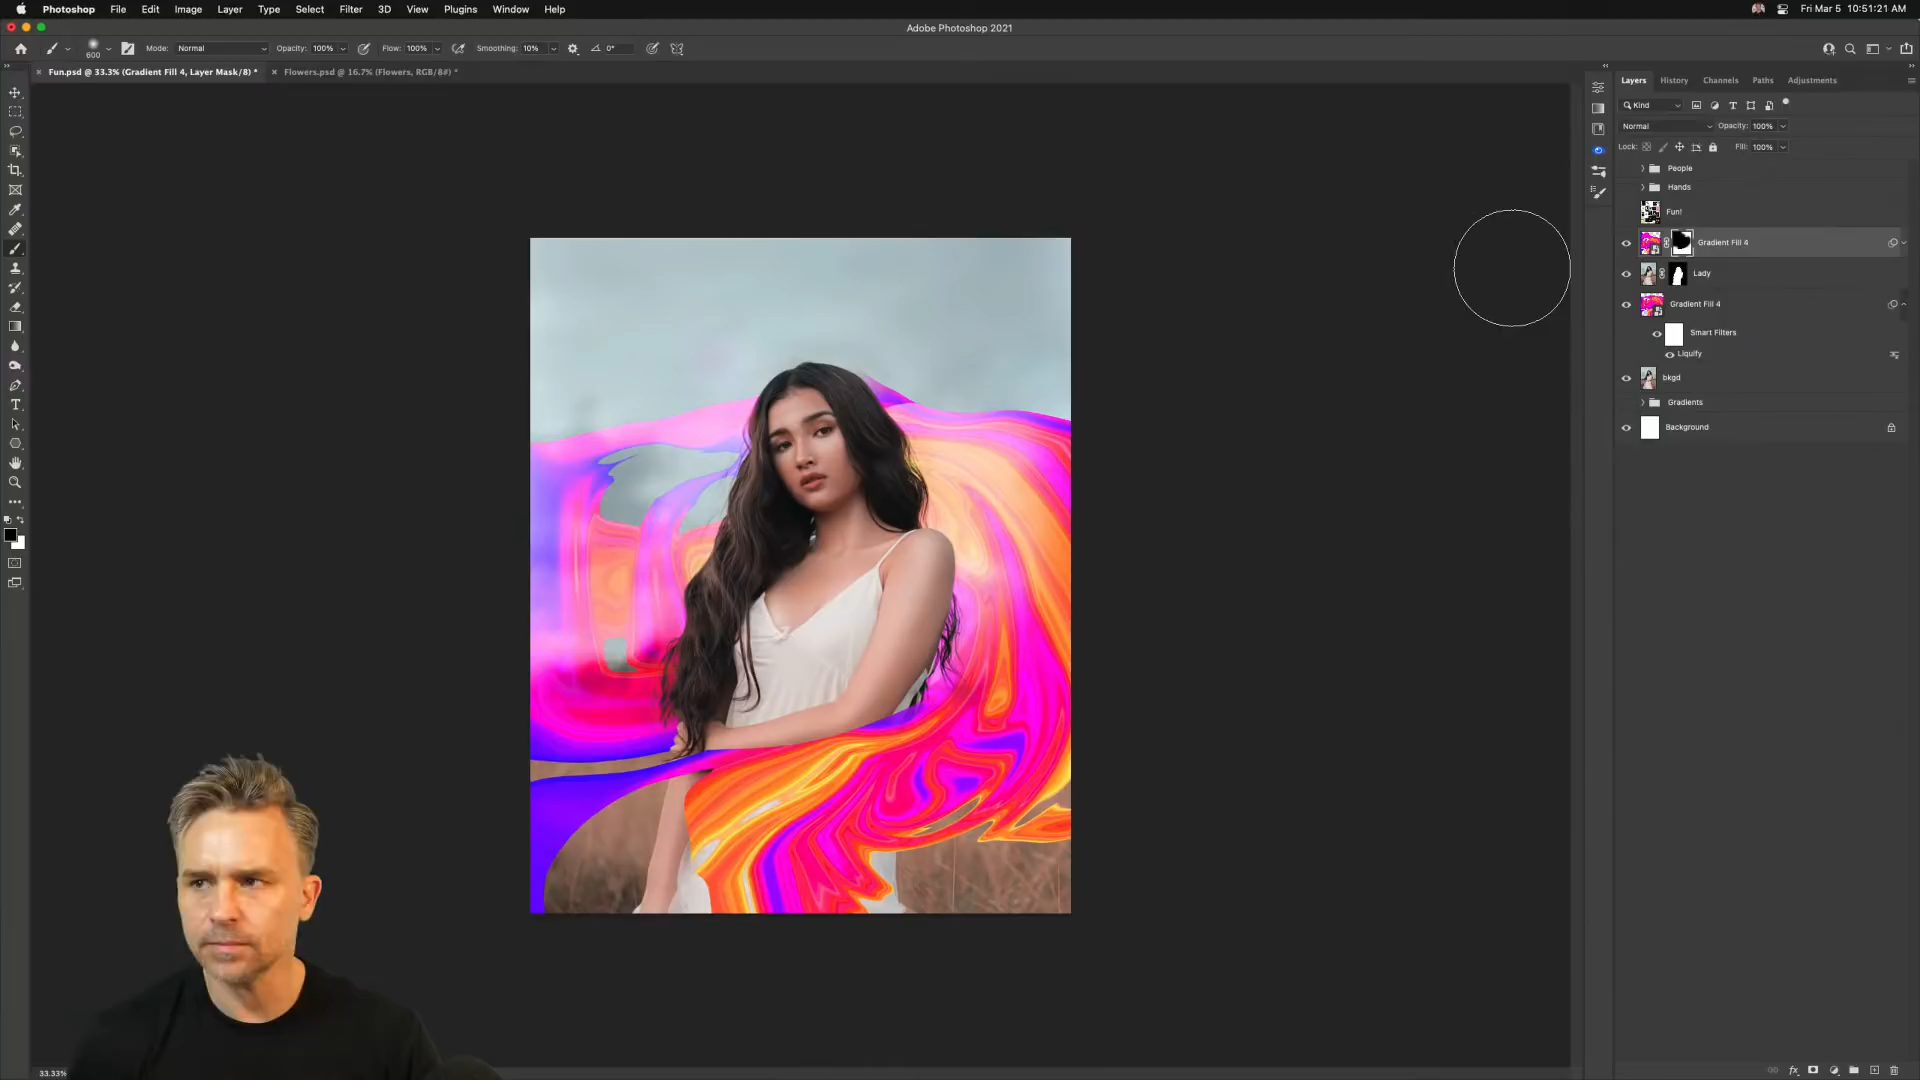 Photoshop File Edit Image Layer Type Select Filter 3D View Plugins Window Help Fri Mar 5 10:51:21 AM
Adobe Photoshop 2021
600 Mode: Normal Opacity: 100% Flow: 100% Smoothing: 10% 0°
Fun.psd @ 33.3% (Gradient Fill 4, Layer Mask/8) * Flowers.psd @ 16.7% (Flowers, RGB/8#) *
Layers History Channels Paths Adjustments
Kind
Normal Opacity: 100%
Lock: Fill: 100%
People
Hands
Fun!
Gradient Fill 4
Lady
Gradient Fill 4
Smart Filters
Liquify
bkgd
Gradients
Background
33.33%